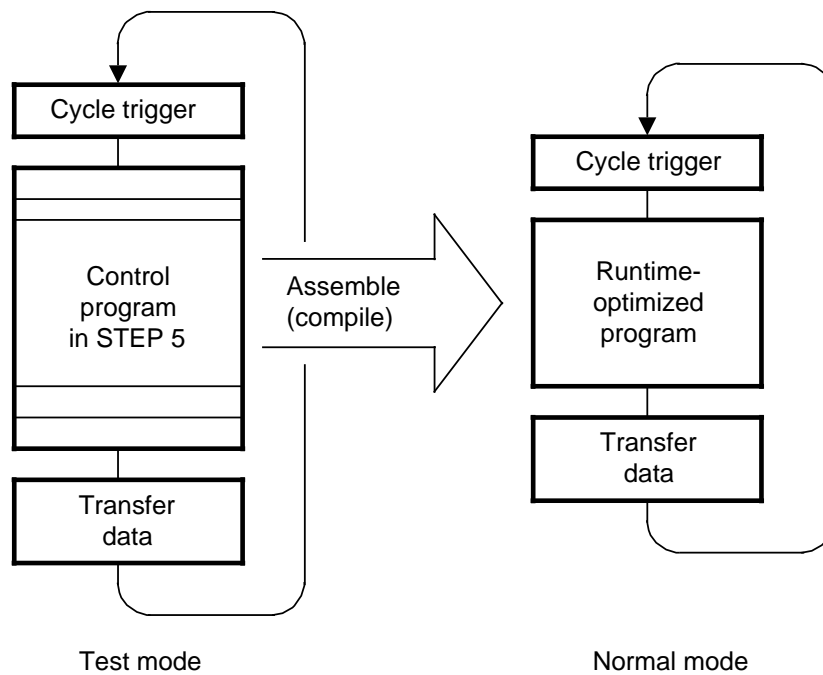 Cycle trigger
Control
program
in STEP 5
Transfer
data
Test mode
Assemble
(compile)
Cycle trigger
Runtime-
optimized
program
Transfer
data
Normal mode